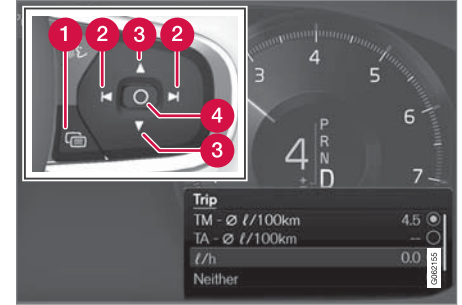 1 2 3 2
4
3
3 4 5 6 7
4
+
−
P
R
N
D
Trip
TM - Ø ℓ/100km 4.5
TA - Ø ℓ/100km --
ℓ/h 0.0
Neither
G062155